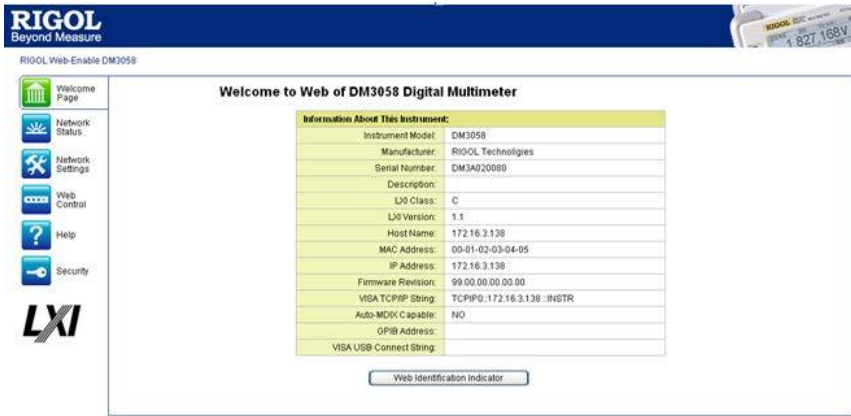 RIGOL
Beyond Measure
RIGOL
1.827,168V
RIGOL Web-Enable DM3058
Welcome Page
Network Status
Network Settings
Web Control
Help
Security
LXI
Welcome to Web of DM3058 Digital Multimeter
Information About This Instrument:
Instrument Model: DM3058
Manufacturer: RIGOL Technoligies
Serial Number: DM3A020080
Description:
LXI Class: C
LXI Version: 1.1
Host Name: 172.16.3.138
MAC Address: 00-01-02-03-04-05
IP Address: 172.16.3.138
Firmware Revision: 99.00.00.00.00.00
VISA TCP/IP String: TCPIP0::172.16.3.138::INSTR
Auto-MDIX Capable: NO
GPIB Address:
VISA USB Connect String:
Web Identification Indicator